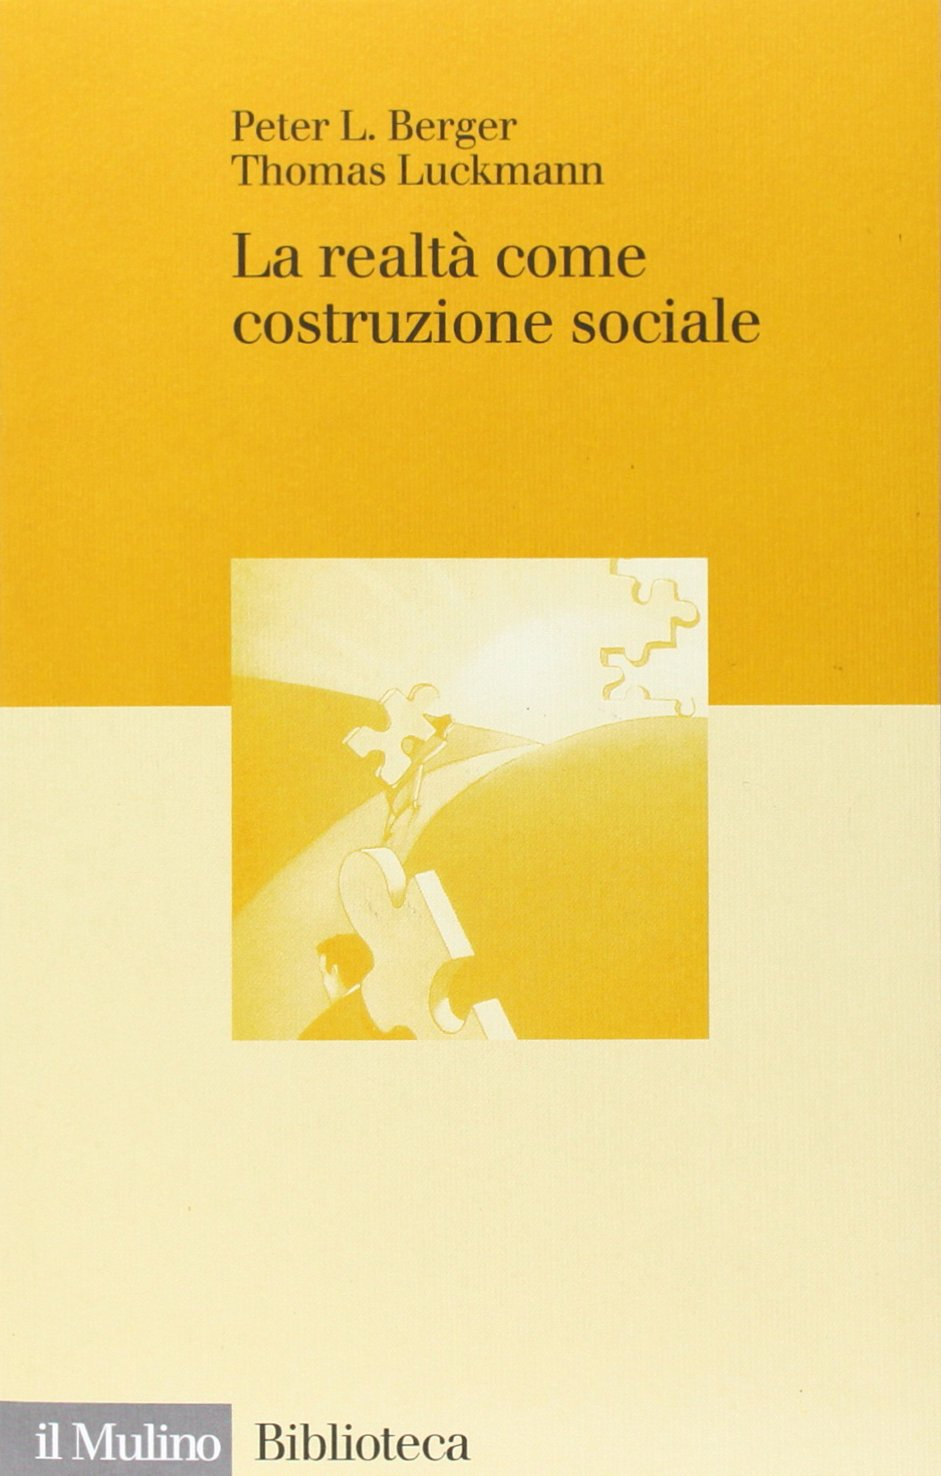 Peter L. Berger
Thomas Luckmann
La realtà come
costruzione sociale
il Mulino Biblioteca